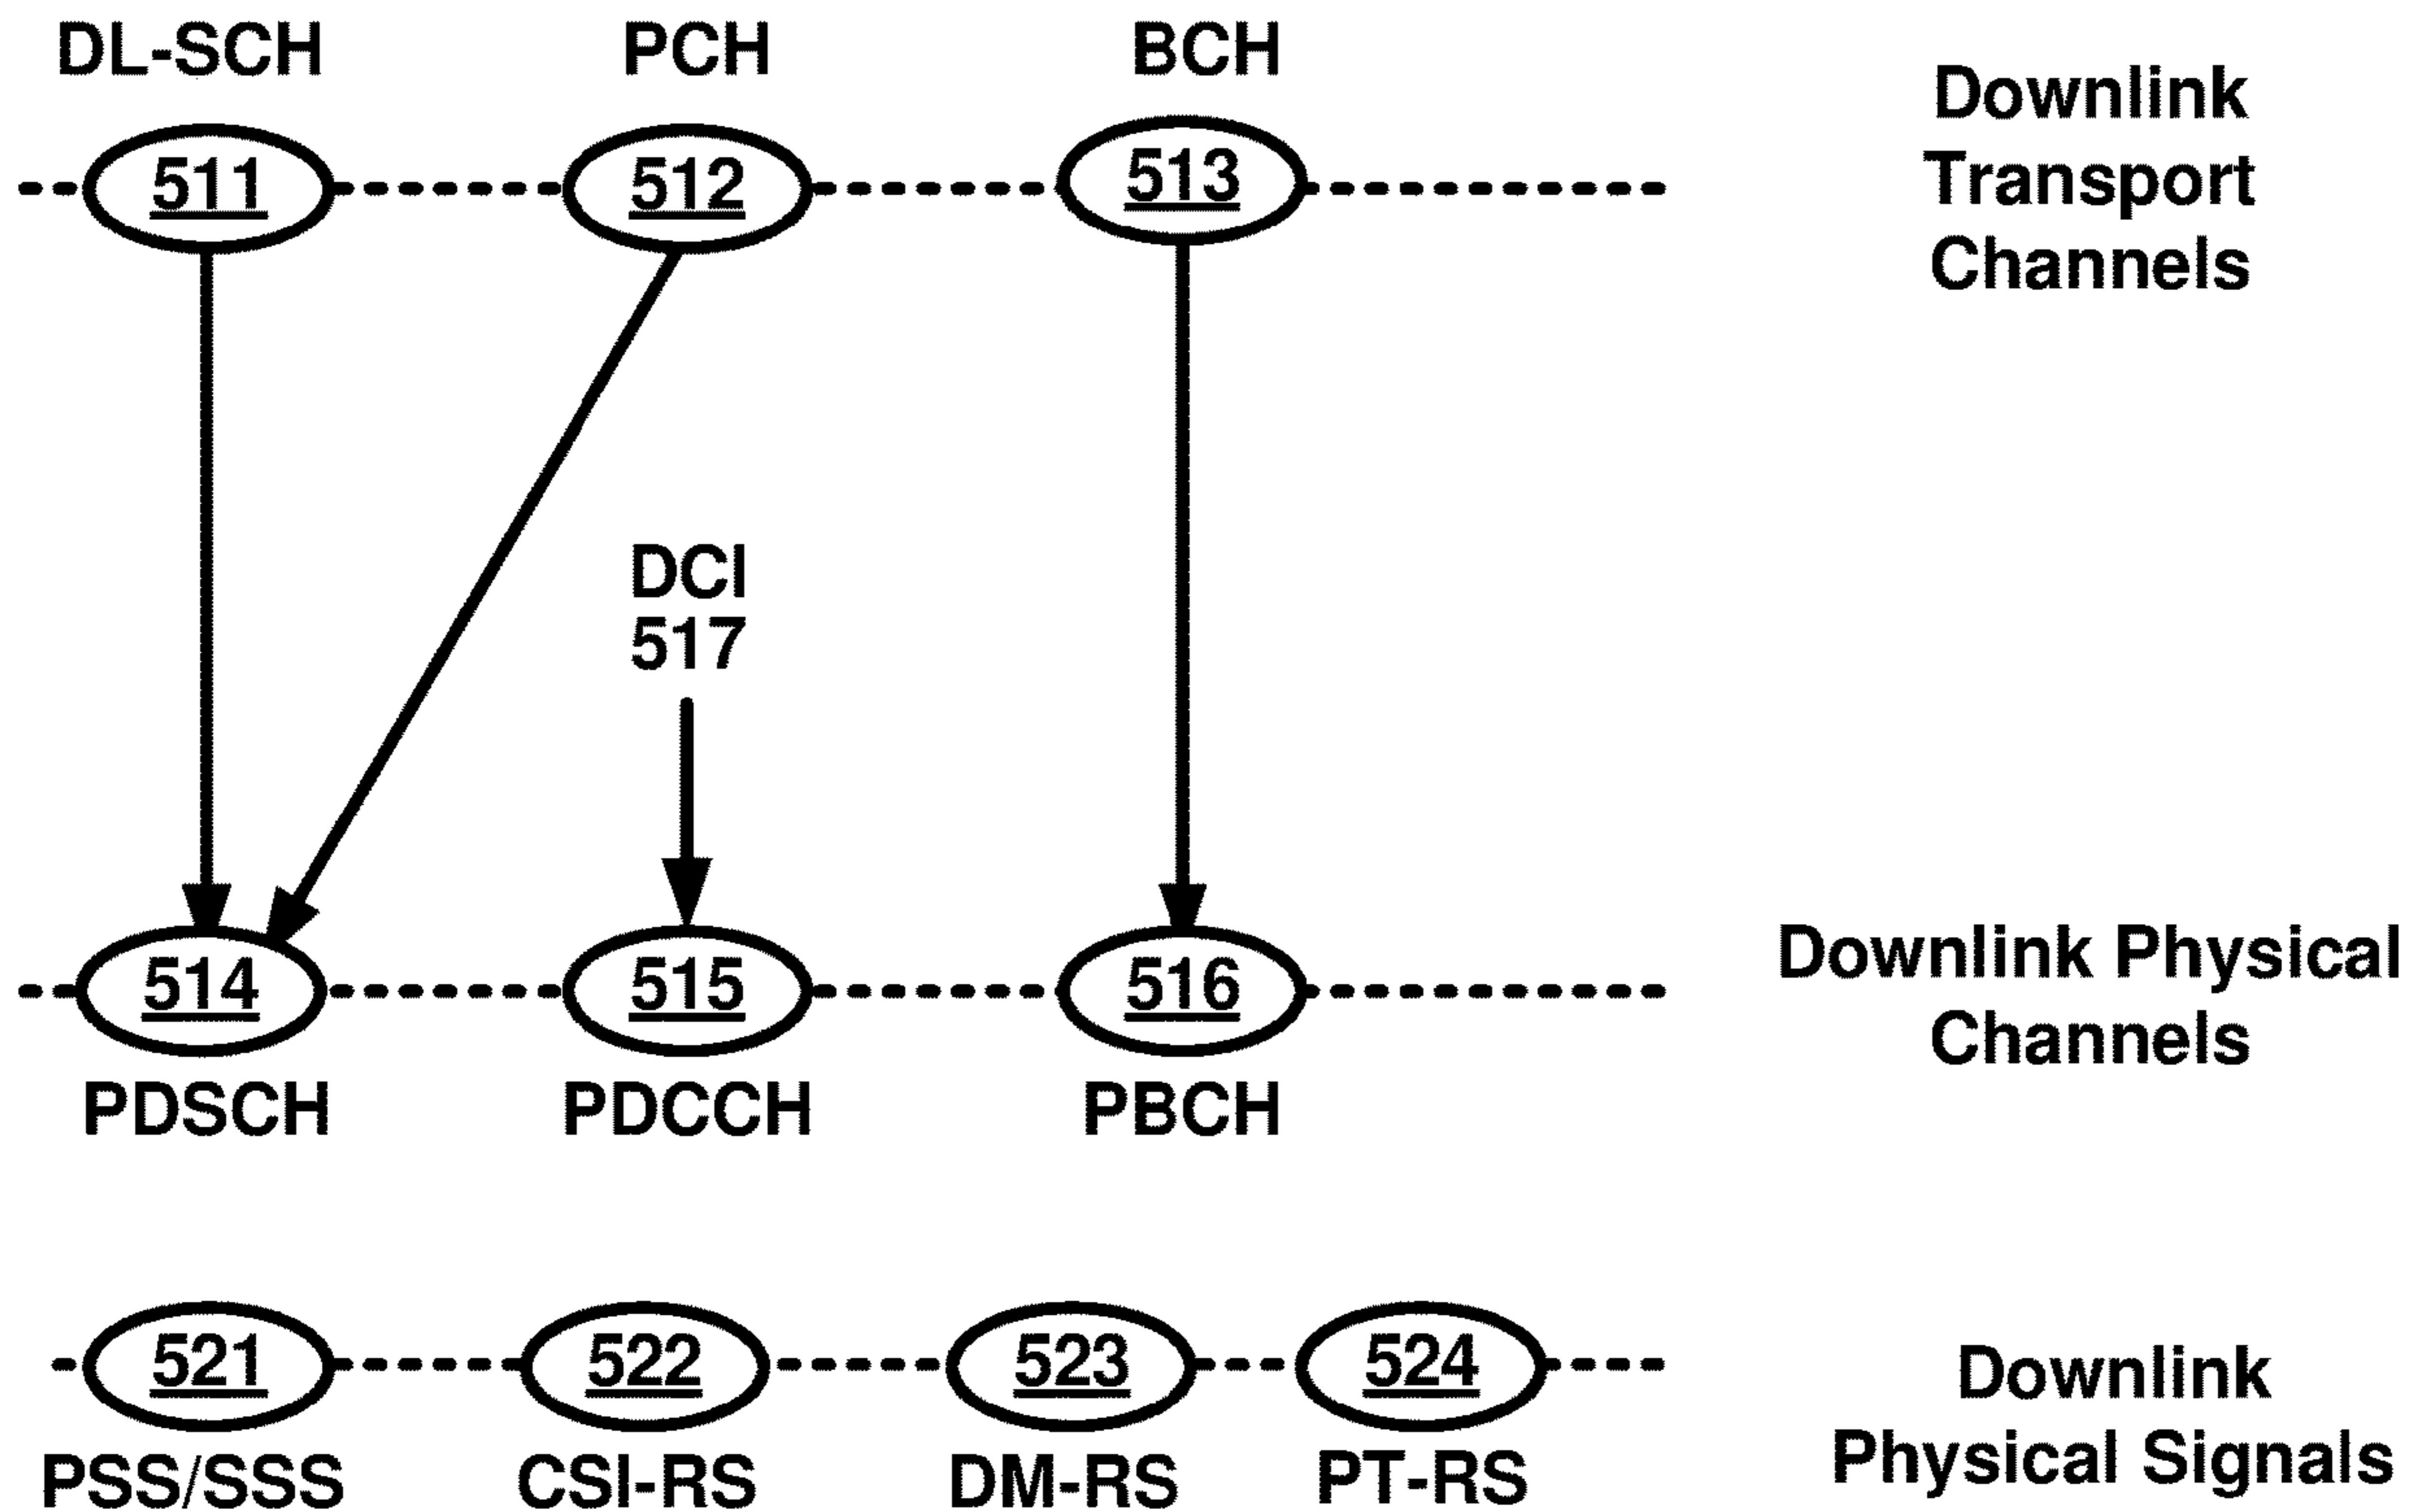 DL-SCH
PCH
BCH
511
512
513
Downlink
Transport
Channels
DCI
517
514
515
516
Downlink Physical
Channels
PDSCH
PDCCH
PBCH
521
522
523
524
Downlink
Physical Signals
PSS/SSS
CSI-RS
DM-RS
PT-RS